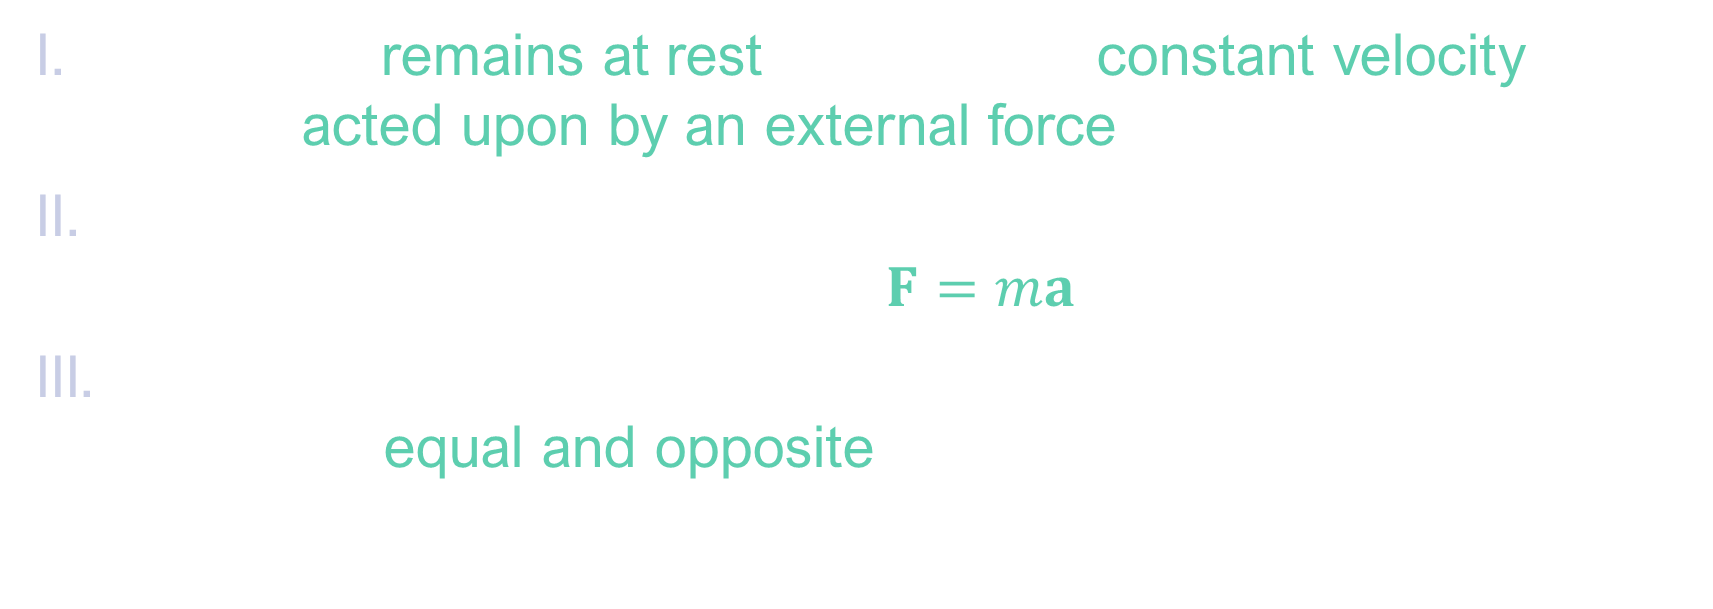 I. remains at rest constant velocity
acted upon by an external force
II.
𝐅 = 𝑚𝐚
III.
equal and opposite